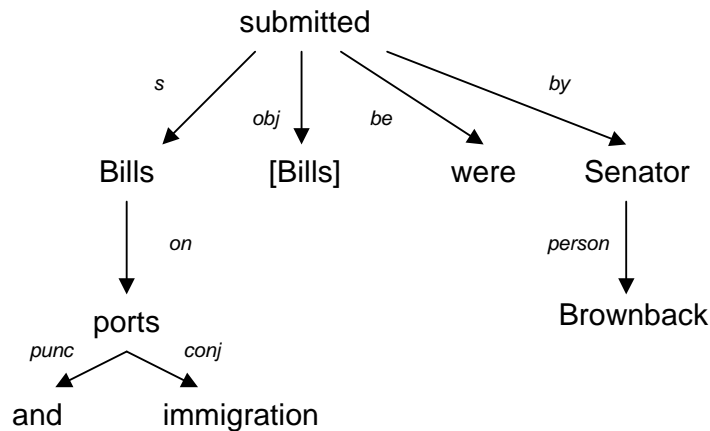 submitted
s
obj
be
by
Bills
[Bills]
were
Senator
on
person
ports
Brownback
punc
conj
and
immigration